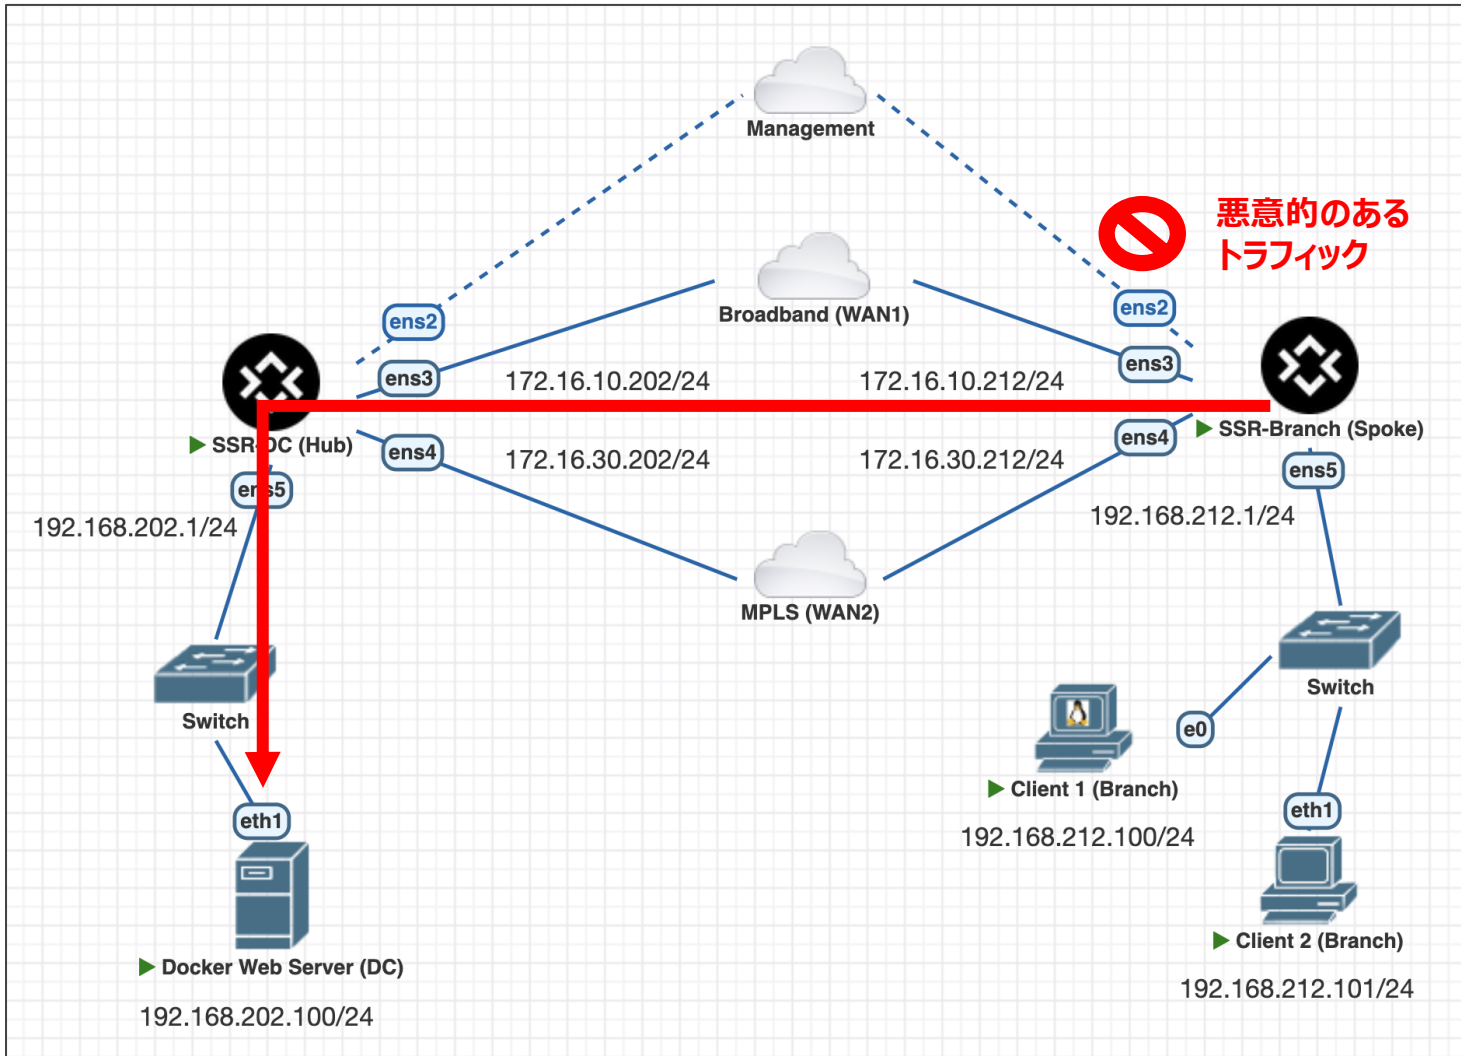 Management
悪意的のある
トラフィック
ens2
ens2
Broadband (WAN1)
ens3
ens3
172.16.10.202/24
172.16.10.212/24
SSR-DC (Hub)
SSR-Branch (Spoke)
ens4
ens4
172.16.30.202/24
172.16.30.212/24
ens5
ens5
192.168.202.1/24
192.168.212.1/24
MPLS (WAN2)
Switch
Switch
e0
Client 1 (Branch)
192.168.212.100/24
eth1
eth1
Client 2 (Branch)
192.168.212.101/24
Docker Web Server (DC)
192.168.202.100/24